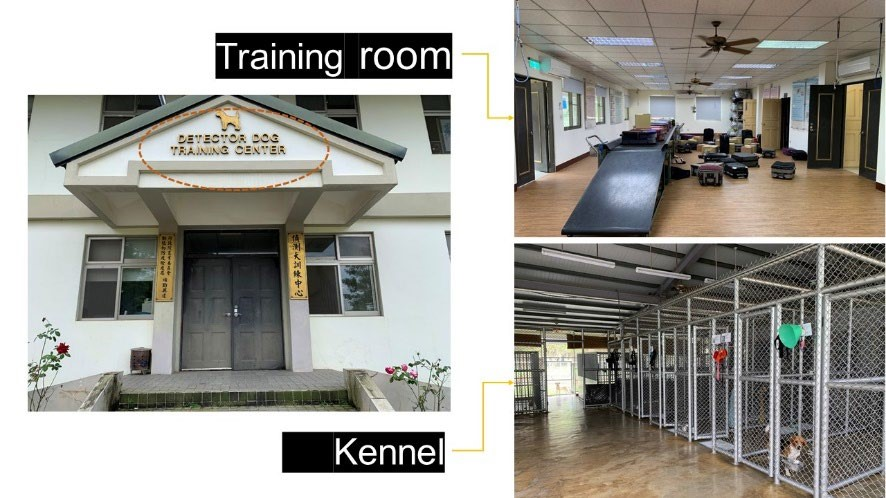 Training room
DETECTOR DOG
TRAINING CENTER
偵測犬訓練中心
Kennel